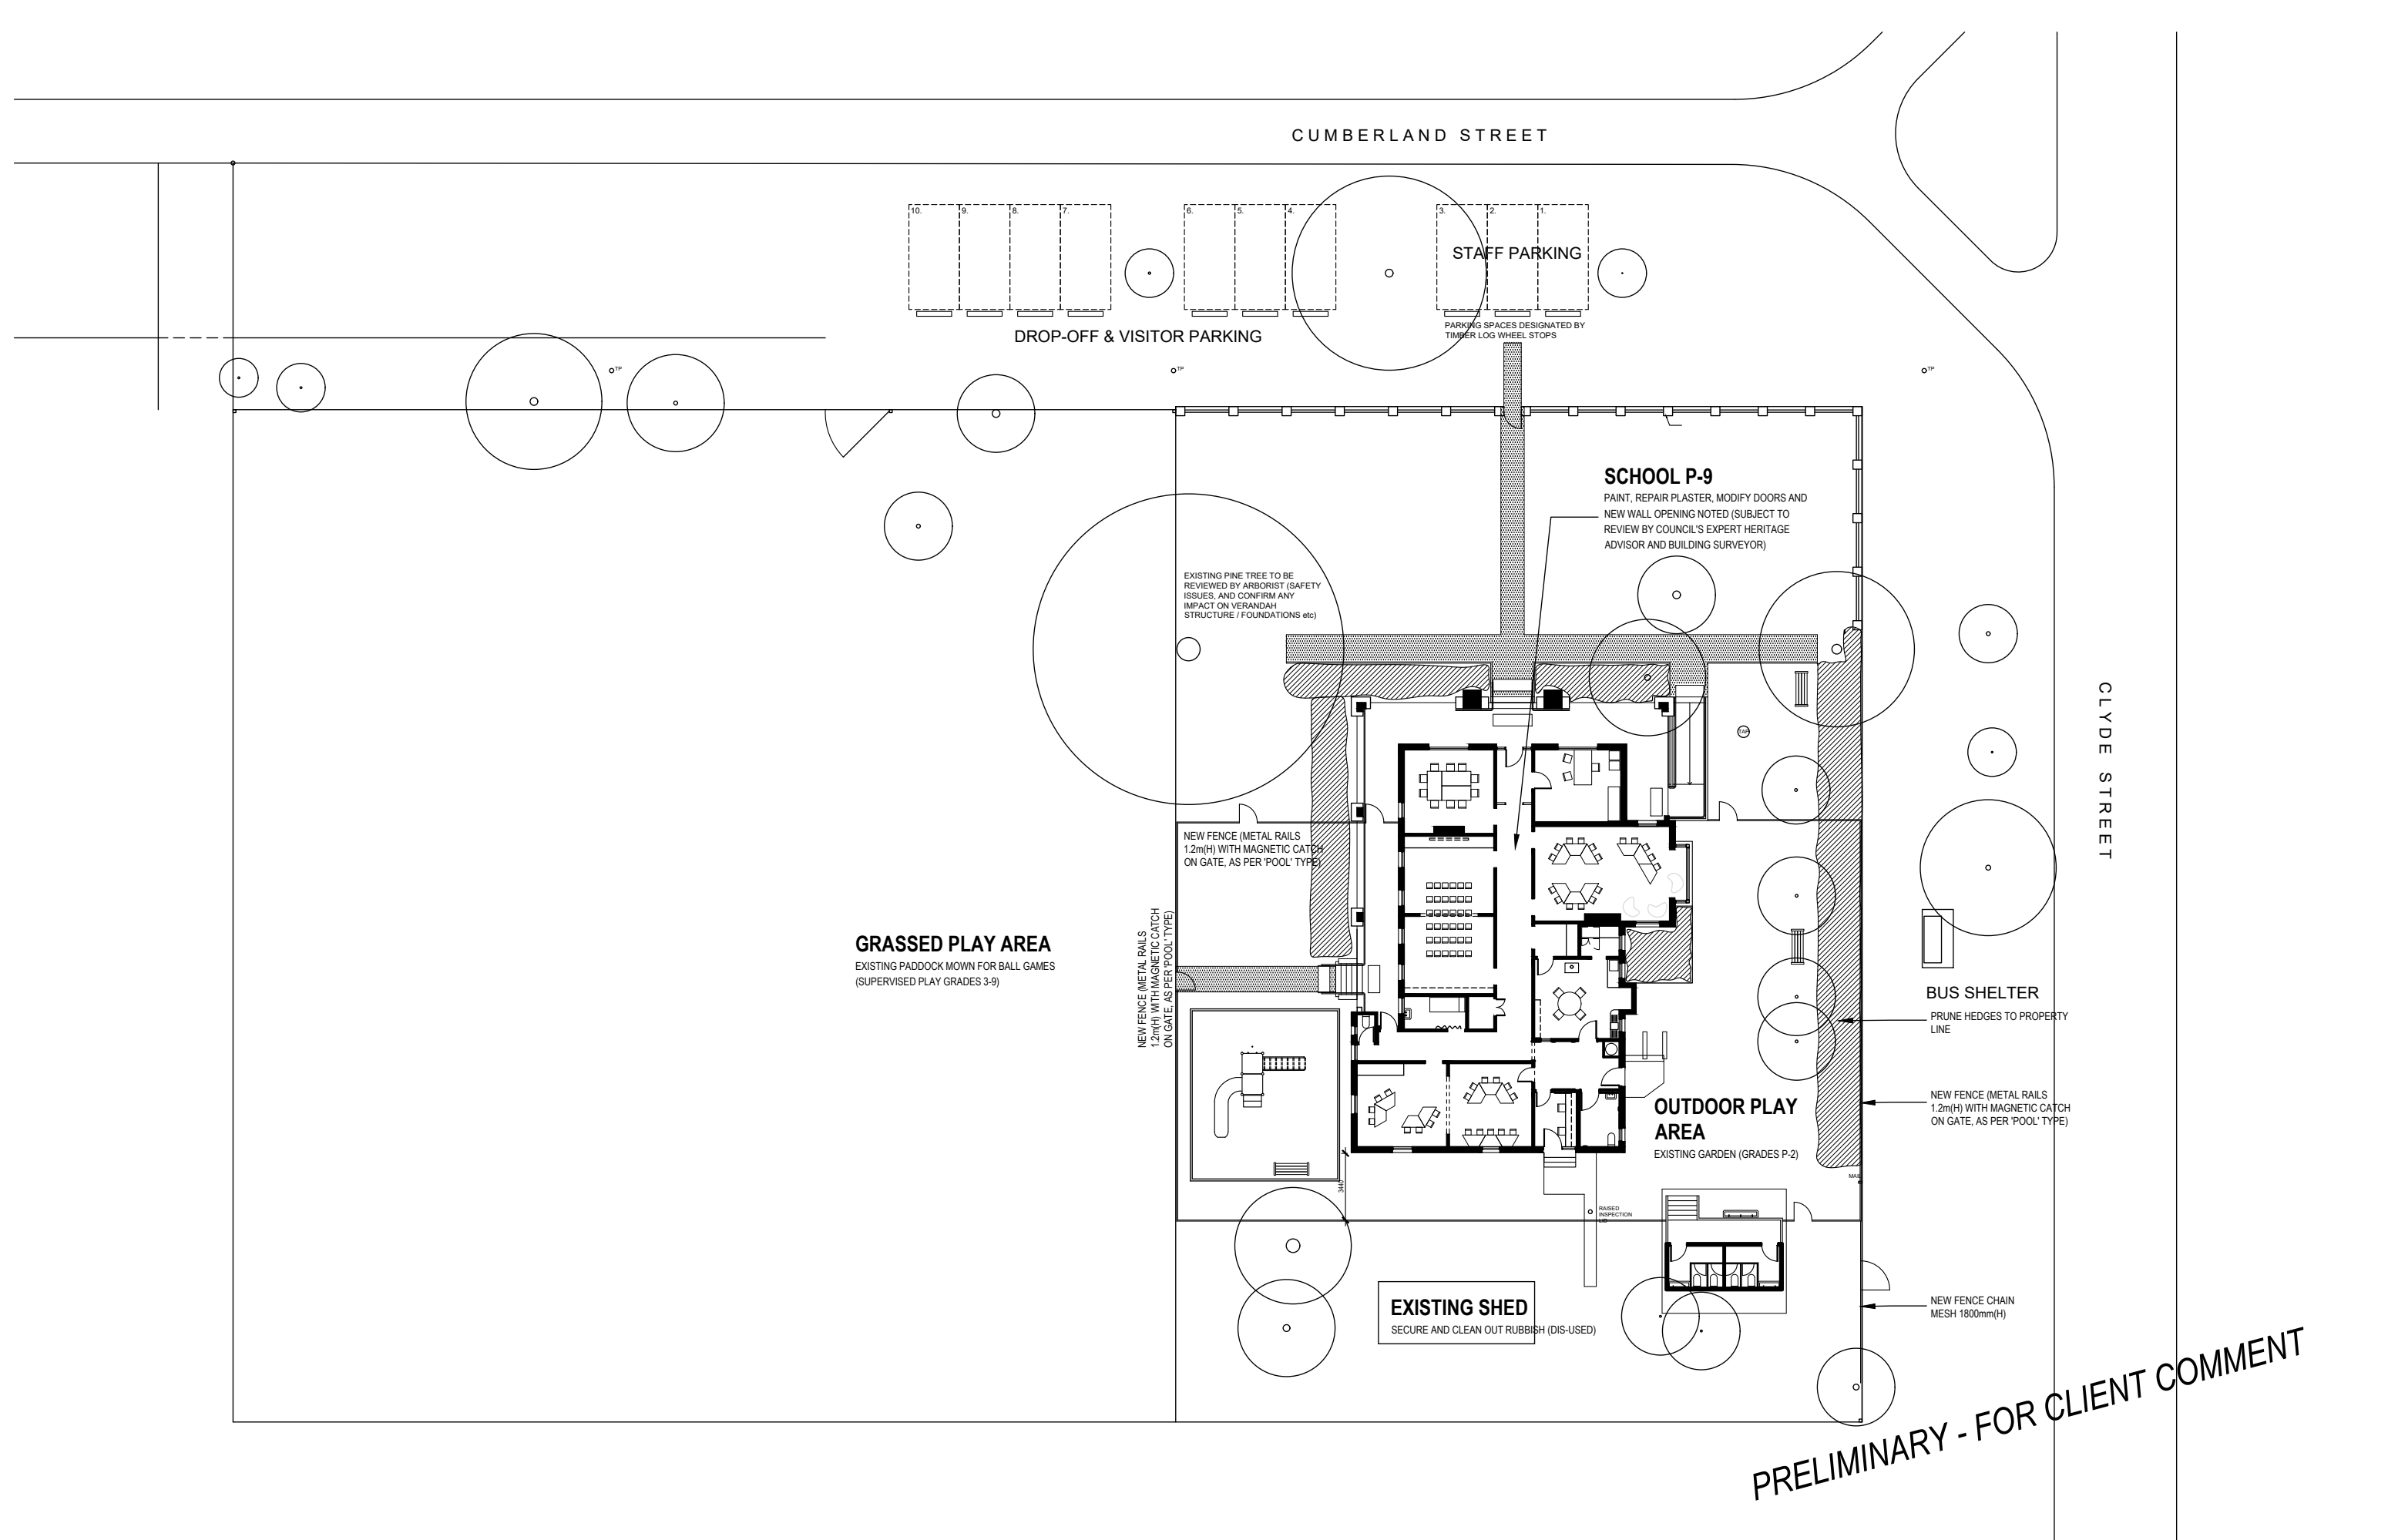 CUMBERLAND STREET
10.
9.
8.
7.
6.
5.
4.
3.
2.
1.
STAFF PARKING
PARKING SPACES DESIGNATED BY
TIMBER LOG WHEEL STOPS
DROP-OFF & VISITOR PARKING
TP
TP
TP
SCHOOL P-9
PAINT, REPAIR PLASTER, MODIFY DOORS AND
NEW WALL OPENING NOTED (SUBJECT TO
REVIEW BY COUNCIL'S EXPERT HERITAGE
ADVISOR AND BUILDING SURVEYOR)
EXISTING PINE TREE TO BE
REVIEWED BY ARBORIST (SAFETY
ISSUES, AND CONFIRM ANY
IMPACT ON VERANDAH
STRUCTURE / FOUNDATIONS etc)
CLYDE STREET
TAP
NEW FENCE (METAL RAILS
1.2m(H) WITH MAGNETIC CATCH
ON GATE, AS PER 'POOL' TYPE)
NEW FENCE (METAL RAILS
1.2m(H) WITH MAGNETIC CATCH
ON GATE, AS PER 'POOL' TYPE)
GRASSED PLAY AREA
EXISTING PADDOCK MOWN FOR BALL GAMES
(SUPERVISED PLAY GRADES 3-9)
BUS SHELTER
PRUNE HEDGES TO PROPERTY
LINE
NEW FENCE (METAL RAILS
1.2m(H) WITH MAGNETIC CATCH
ON GATE, AS PER 'POOL' TYPE)
OUTDOOR PLAY
AREA
EXISTING GARDEN (GRADES P-2)
MAIL
3440
RAISED
INSPECTION
LID
EXISTING SHED
SECURE AND CLEAN OUT RUBBISH (DIS-USED)
NEW FENCE CHAIN
MESH 1800mm(H)
PRELIMINARY - FOR CLIENT COMMENT